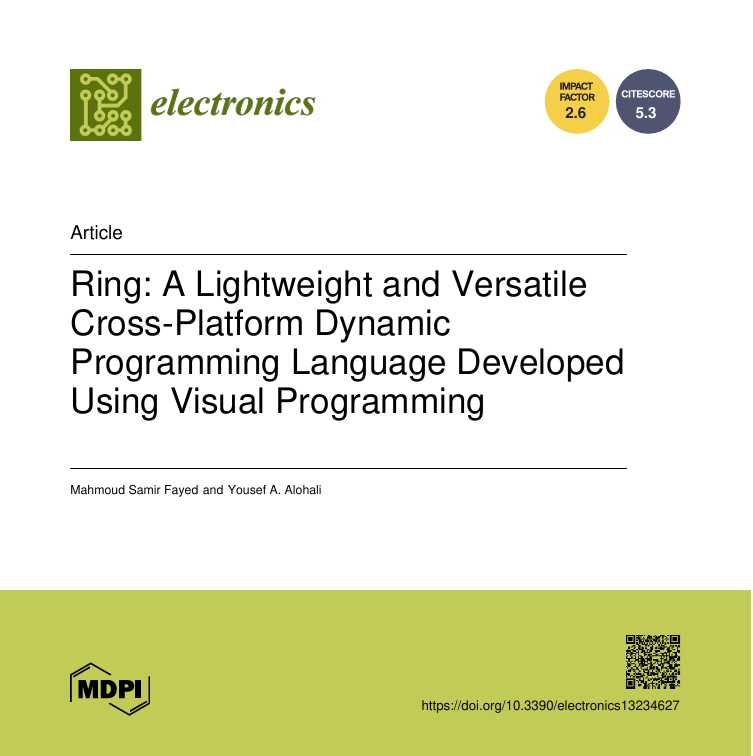 electronics
IMPACT
FACTOR
2.6
CITESCORE
5.3
Article
Ring: A Lightweight and Versatile
Cross-Platform Dynamic
Programming Language Developed
Using Visual Programming
Mahmoud Samir Fayed and Yousef A. Alohali
MDPI
https://doi.org/10.3390/electronics13234627